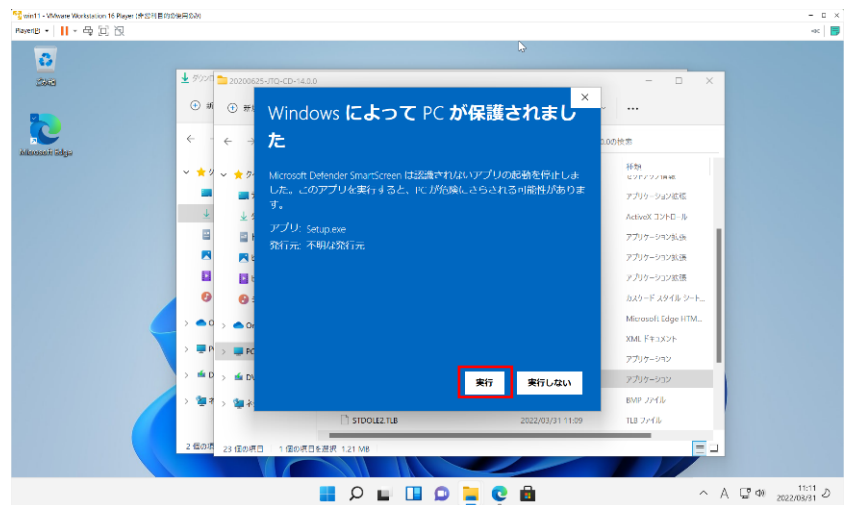 win11 - VMware Workstation 16 Player (非営利目的の使用のみ)
Player(P)
ごみ箱
Microsoft Edge
20200625-JTO-CD-14.0.0
Windows によって PC が保護されまし
た
Microsoft Defender SmartScreen は認識されないアプリの起動を停止しま
した。このアプリを実行すると、PC が危険にさらされる可能性がありま
す。
アプリ: Setup.exe
発行元: 不明な発行元
実行
実行しない
種類
アプリケーション拡張
ActiveX コントロール
アプリケーション拡張
アプリケーション拡張
アプリケーション拡張
カスケード スタイル シート...
Microsoft Edge HTM...
XML ドキュメント
アプリケーション
アプリケーション
BMP ファイル
STDOLE2.TLB
2022/03/31 11:09
TLB ファイル
23 個の項目
1 個の項目を選択 1.21 MB
A
11:11
2022/03/31